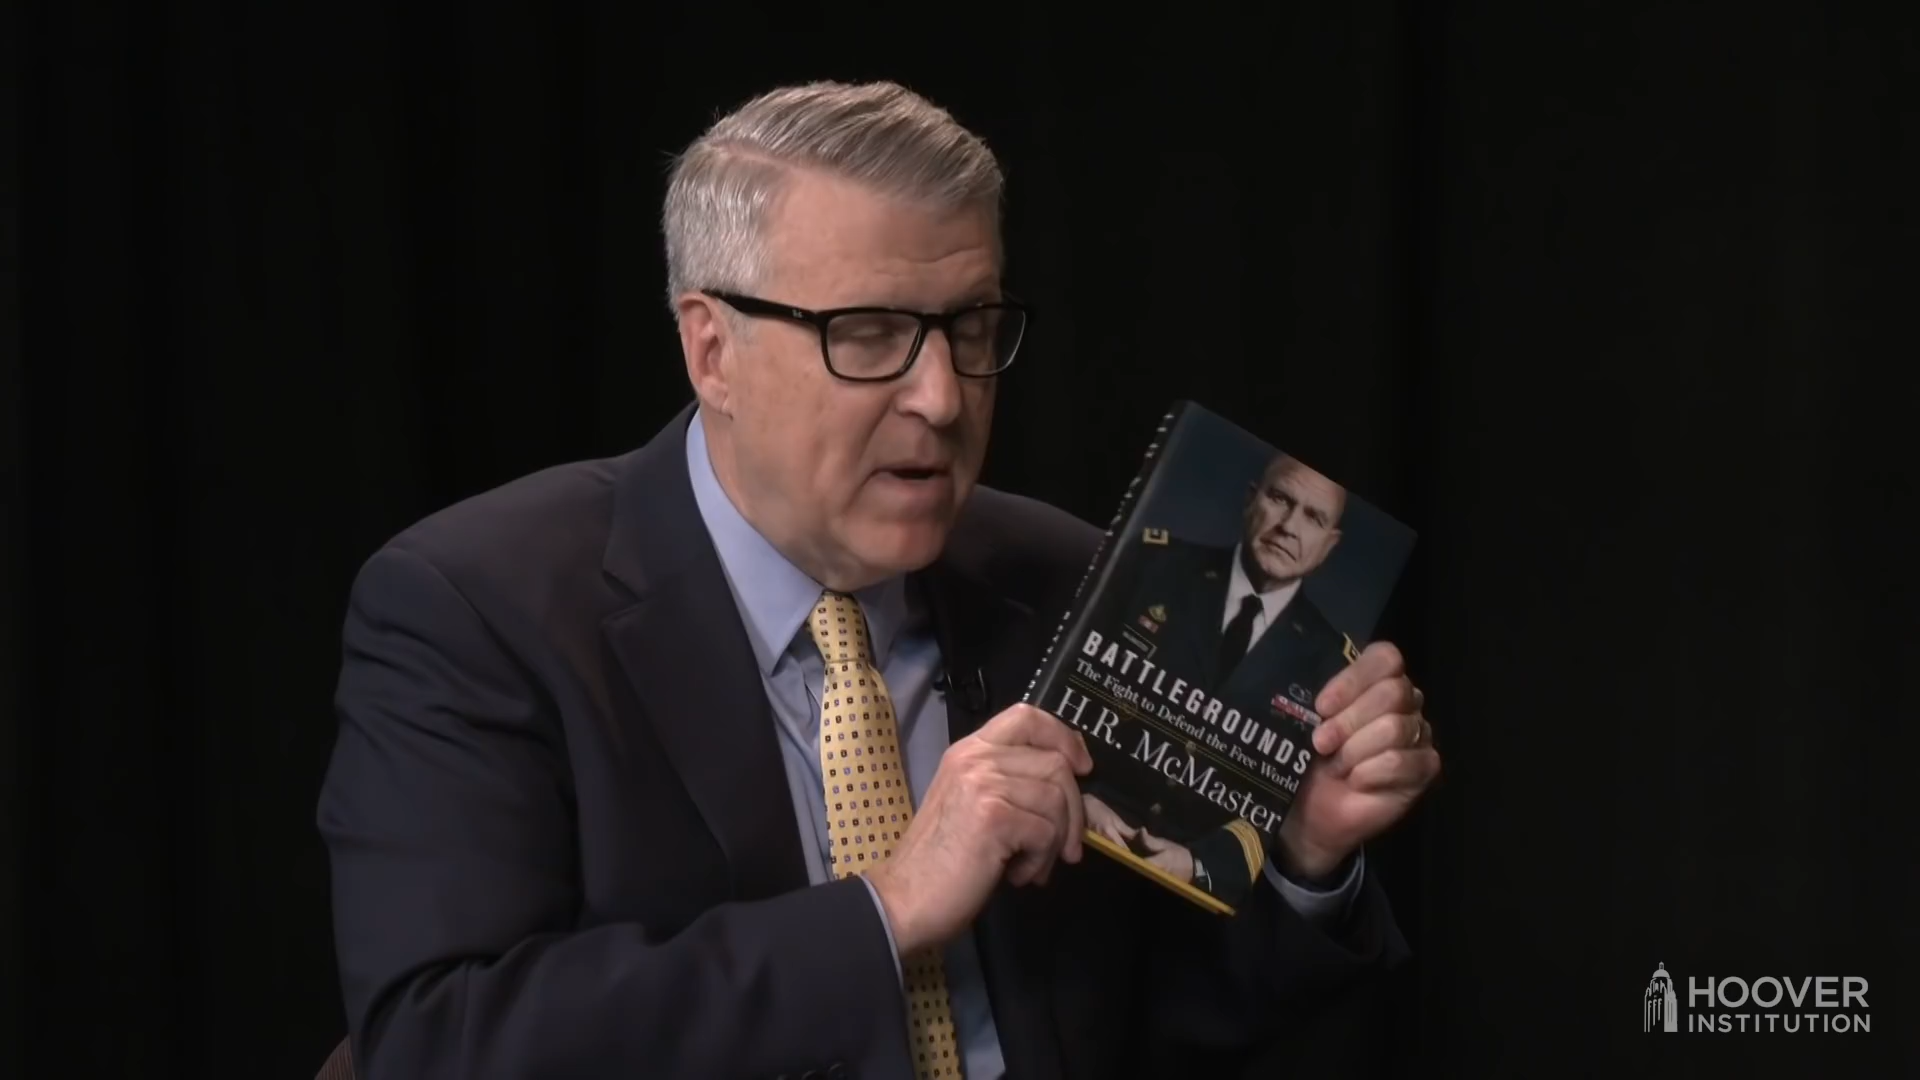 BATTLEGROUNDS
The Fight to Defend the Free World
H.R. McMaster
HOOVER
INSTITUTION